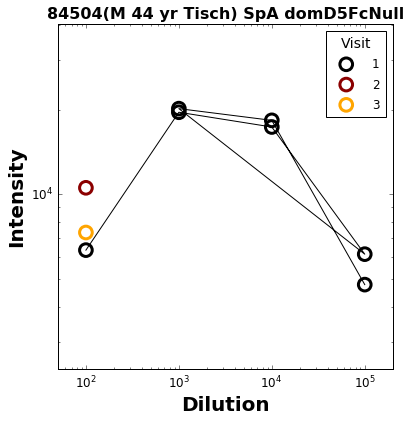 84504(M 44 yr Tisch) SpA domD5FcNull
Visit
1
2
3
Intensity
10^4
10^2 10^3 10^4 10^5
Dilution